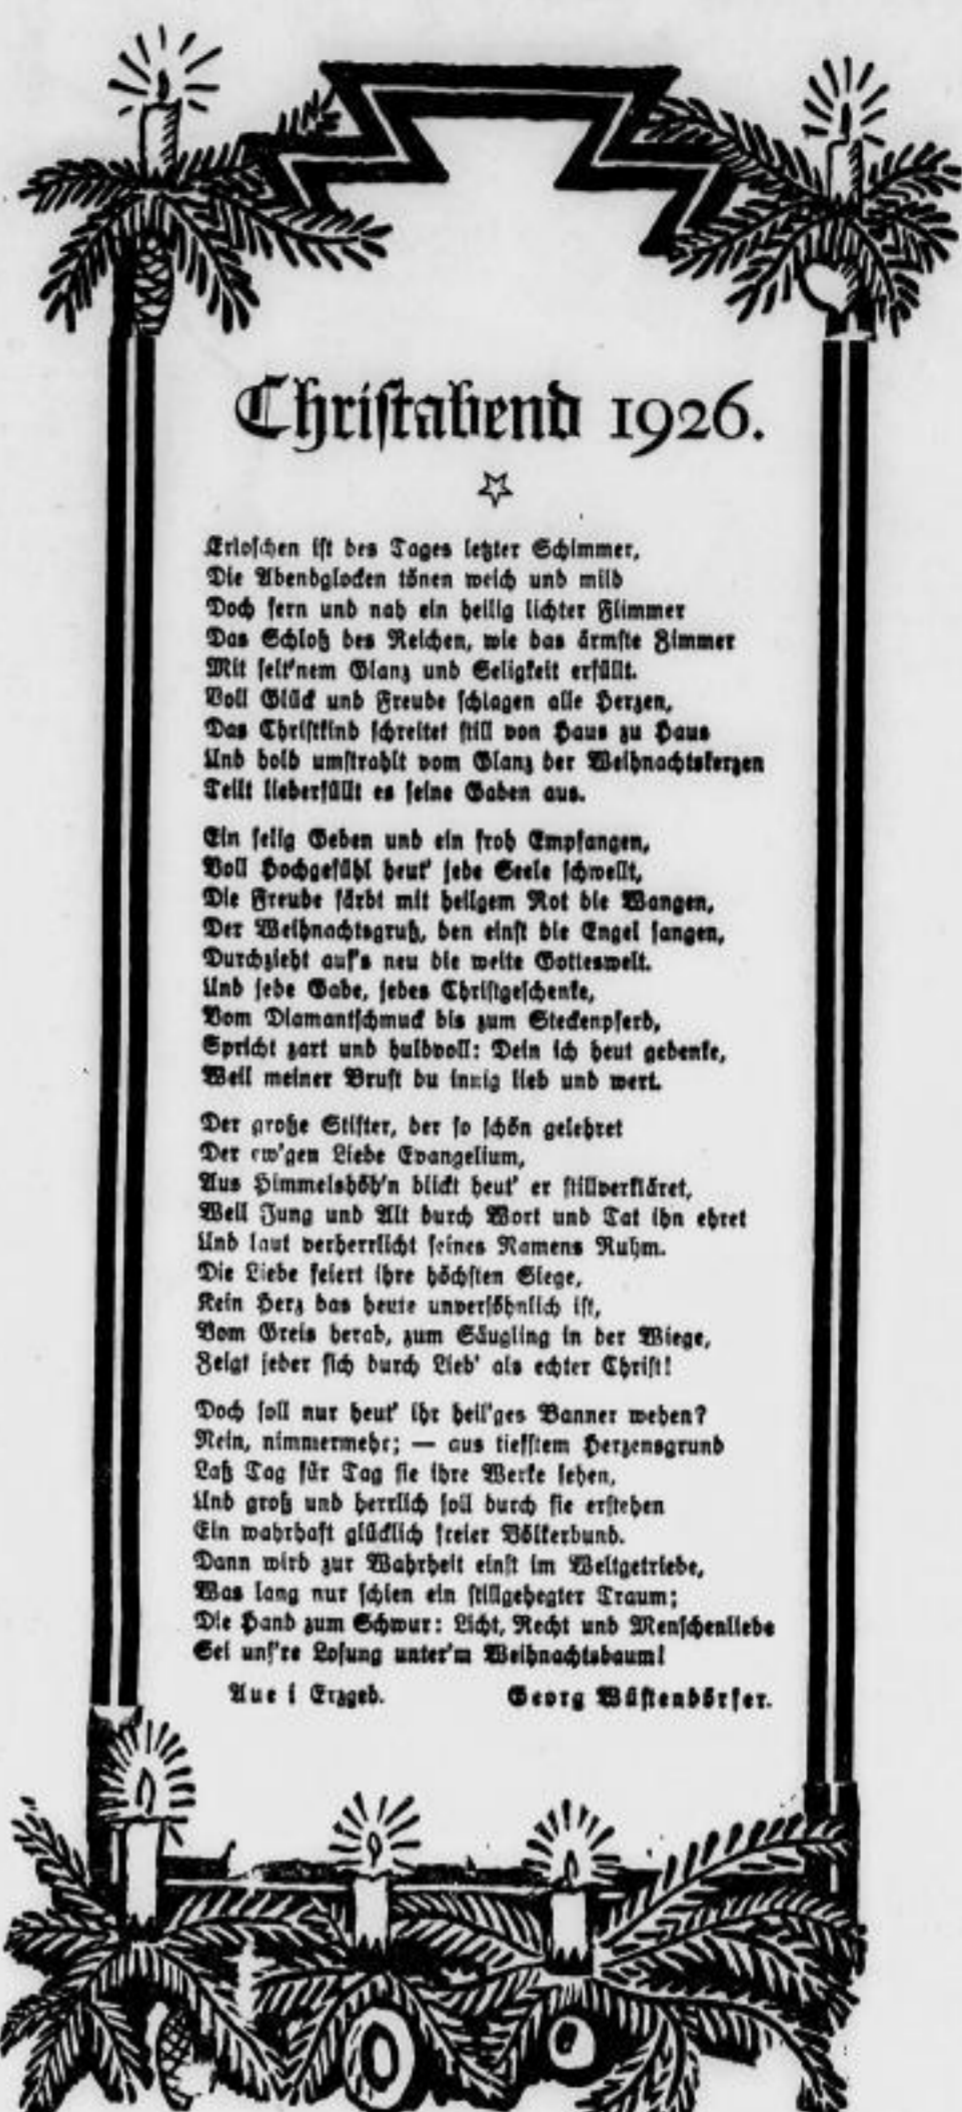 Christabend 1926.
Erloschen ist des Tages letzter Schimmer,
Die Abendglocken tönen weich und mild
Doch fern und nah ein heilig lichter Flimmer
Das Schloß des Reichen, wie das ärmste Zimmer
Mit selt'nem Glanz und Seligkeit erfüllt.
Voll Glück und Freude schlagen alle Herzen,
Das Christkind schreitet still von Haus zu Haus
Und hold umstrahlt vom Glanz der Weihnachtskerzen
Teilt lieberfüllt es seine Gaben aus.
Ein selig Geben und ein froh Empfangen,
Voll Hochgefühl heut' jede Seele schwellt,
Die Freude färbt mit heilgem Rot die Wangen,
Der Weihnachtsgruß, den einst die Engel sangen,
Durchzieht auf's neu die weite Gotteswelt.
Und jede Gabe, jedes Christgeschenke,
Vom Diamantschmuck bis zum Steckenpferd,
Spricht zart und huldvoll: Dein ich heut gedenke,
Weil meiner Brust du innig lieb und wert.
Der große Stifter, der so schön gelehret
Der ew'gen Liebe Evangelium,
Aus Himmelshöh'n blickt heut' er stillverkläret,
Weil Jung und Alt durch Wort und Tat ihn ehret
Und laut verherrlicht seines Namens Ruhm.
Die Liebe feiert ihre höchsten Siege,
Kein Herz das heute unversöhnlich ist,
Vom Greis herab, zum Säugling in der Wiege,
Zeigt jeder sich durch Lieb' als echter Christ!
Doch soll nur heut' ihr heil'ges Banner wehen?
Nein, nimmermehr; — aus tiefstem Herzensgrund
Laß Tag für Tag sie ihre Werke sehen,
Und groß und herrlich soll durch sie erstehen
Ein wahrhaft glücklich freier Völkerbund.
Dann wird zur Wahrheit einst im Weltgetriebe,
Was lang nur schien ein stillgehegter Traum;
Die Hand zum Schwur: Licht, Recht und Menschenliebe
Sei uns're Losung unter'm Weihnachtsbaum!
Aue i Erzgeb. Georg Wüstendörfer.